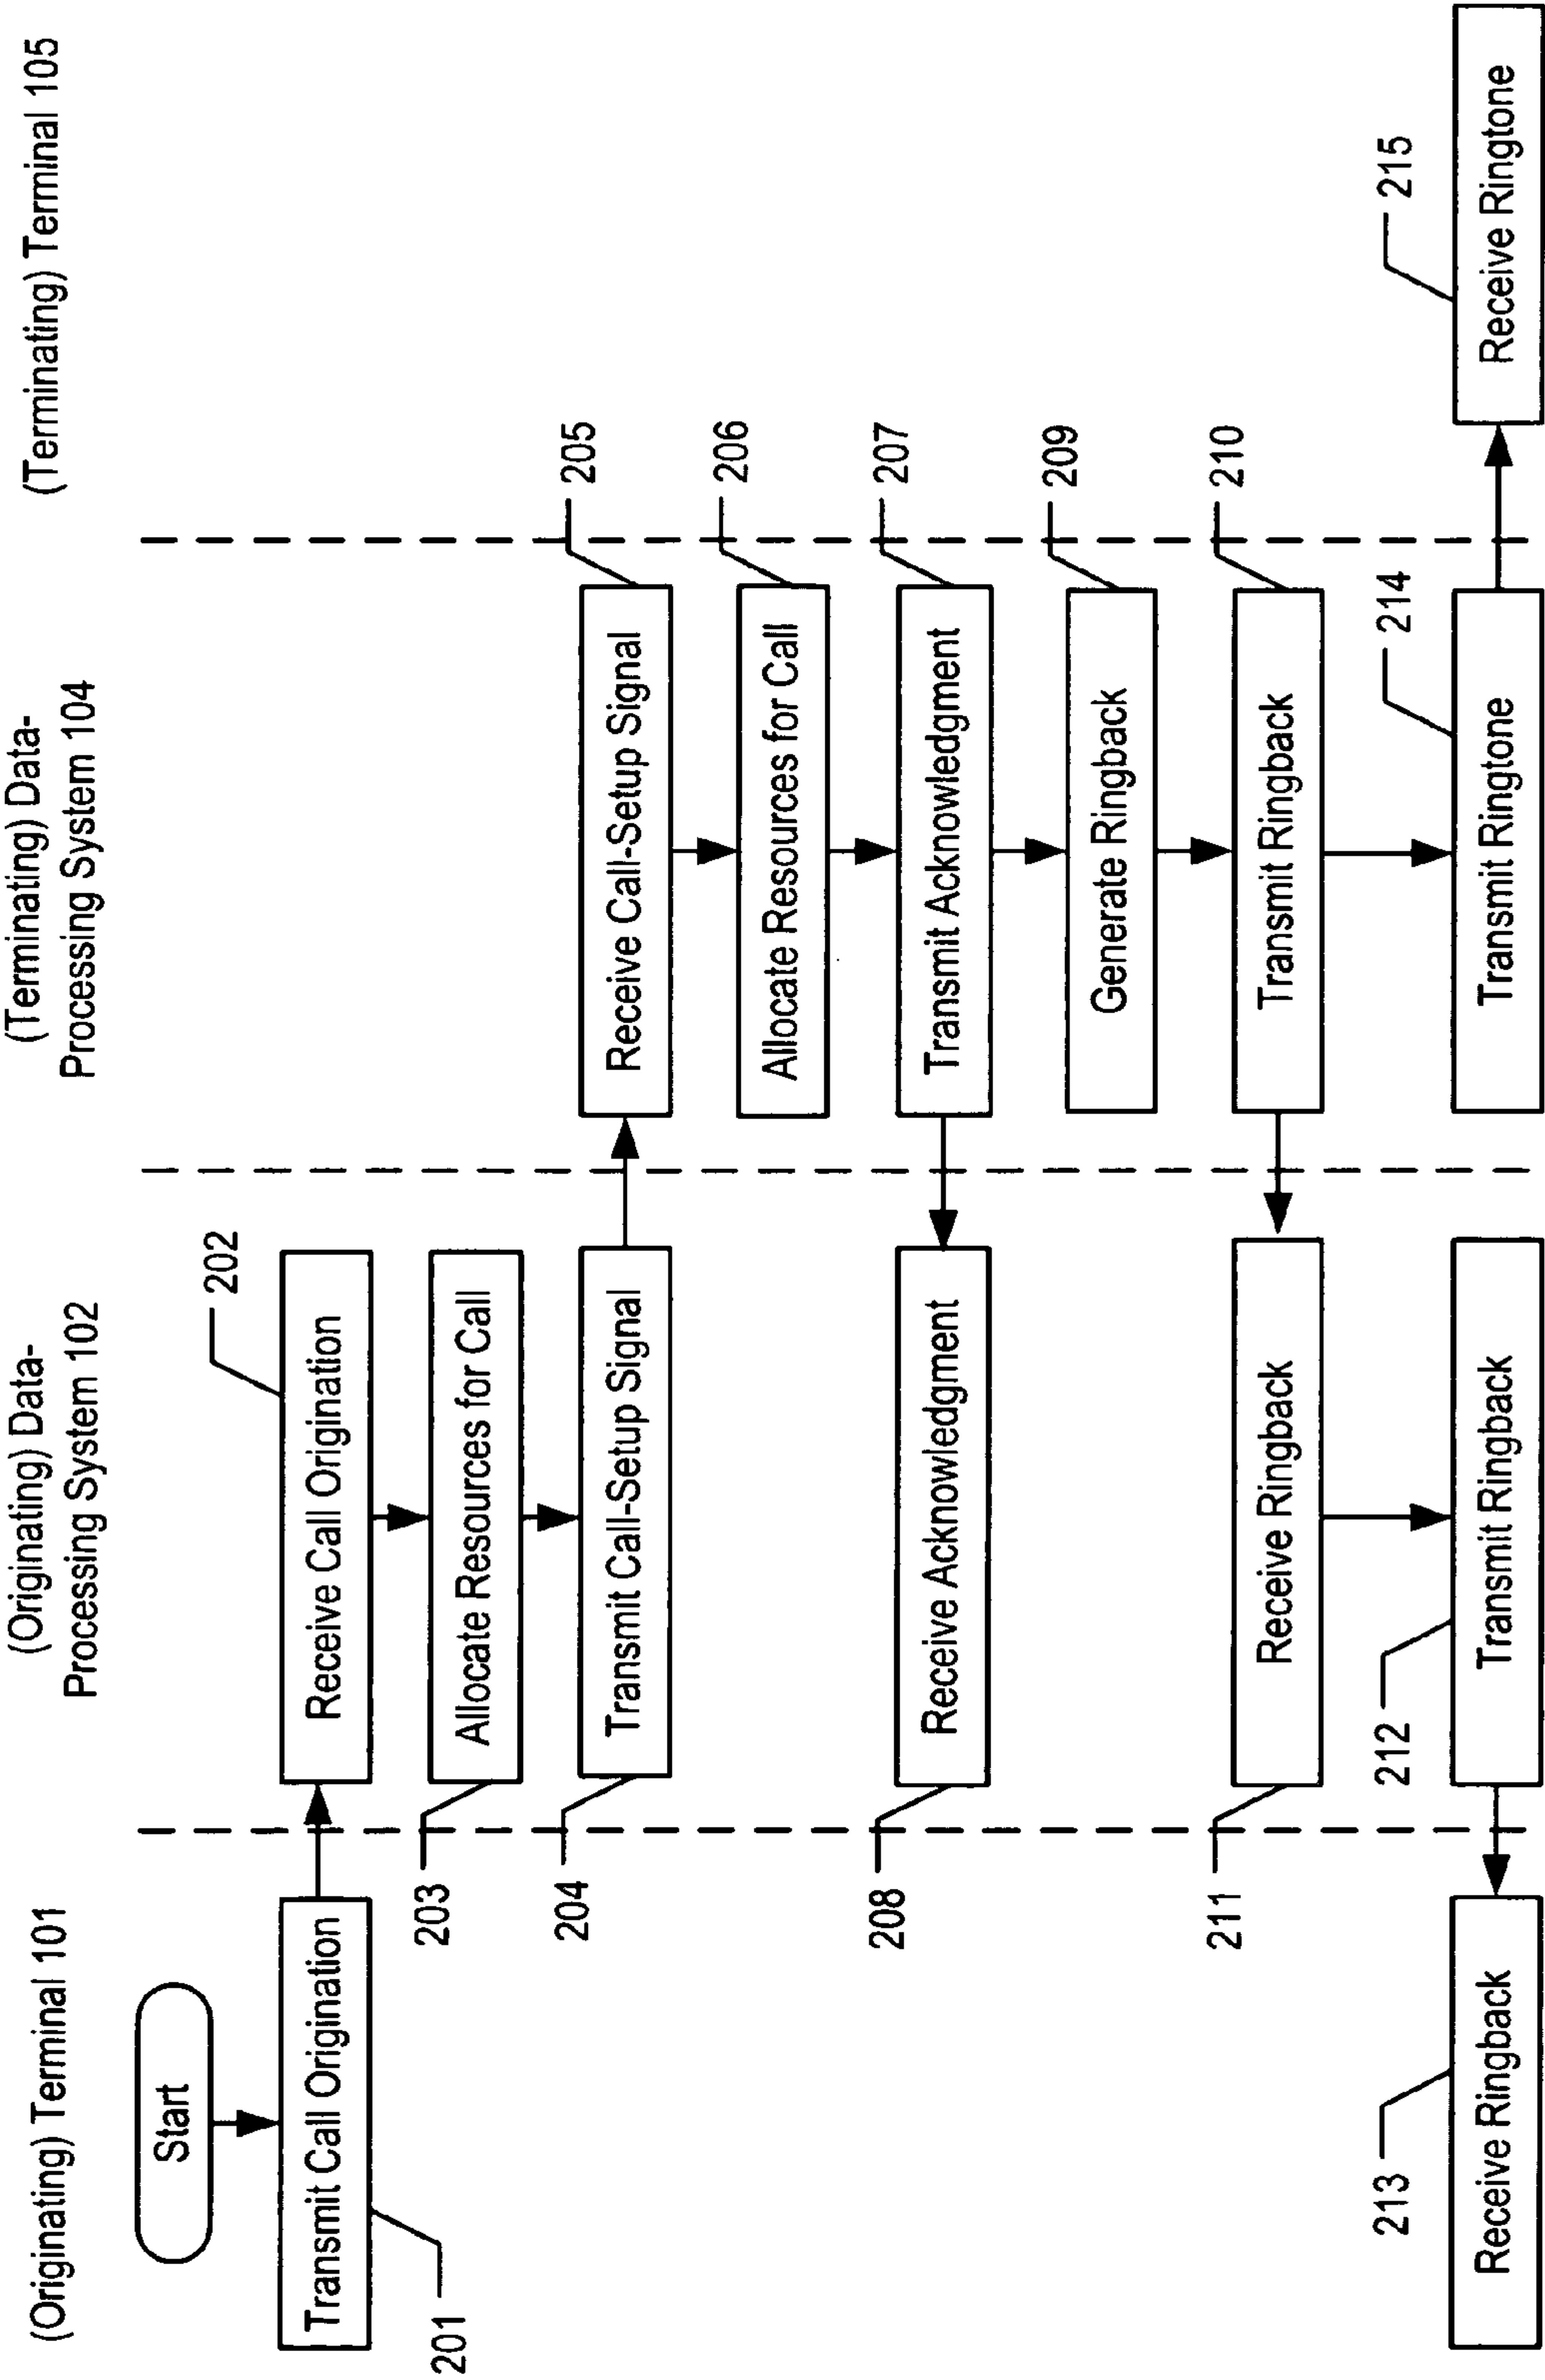 (Originating) Terminal 101
(Originating) Data-
Processing System 102
(Terminating) Data-
Processing System 104
(Terminating) Terminal 105
Start
Transmit Call Origination
201
Receive Call Origination
202
Allocate Resources for Call
203
Transmit Call-Setup Signal
204
Receive Call-Setup Signal
205
Allocate Resources for Call
206
Transmit Acknowledgment
207
Receive Acknowledgment
208
Generate Ringback
209
Transmit Ringback
210
Receive Ringback
211
Transmit Ringback
212
Receive Ringback
213
Transmit Ringtone
214
Receive Ringtone
215